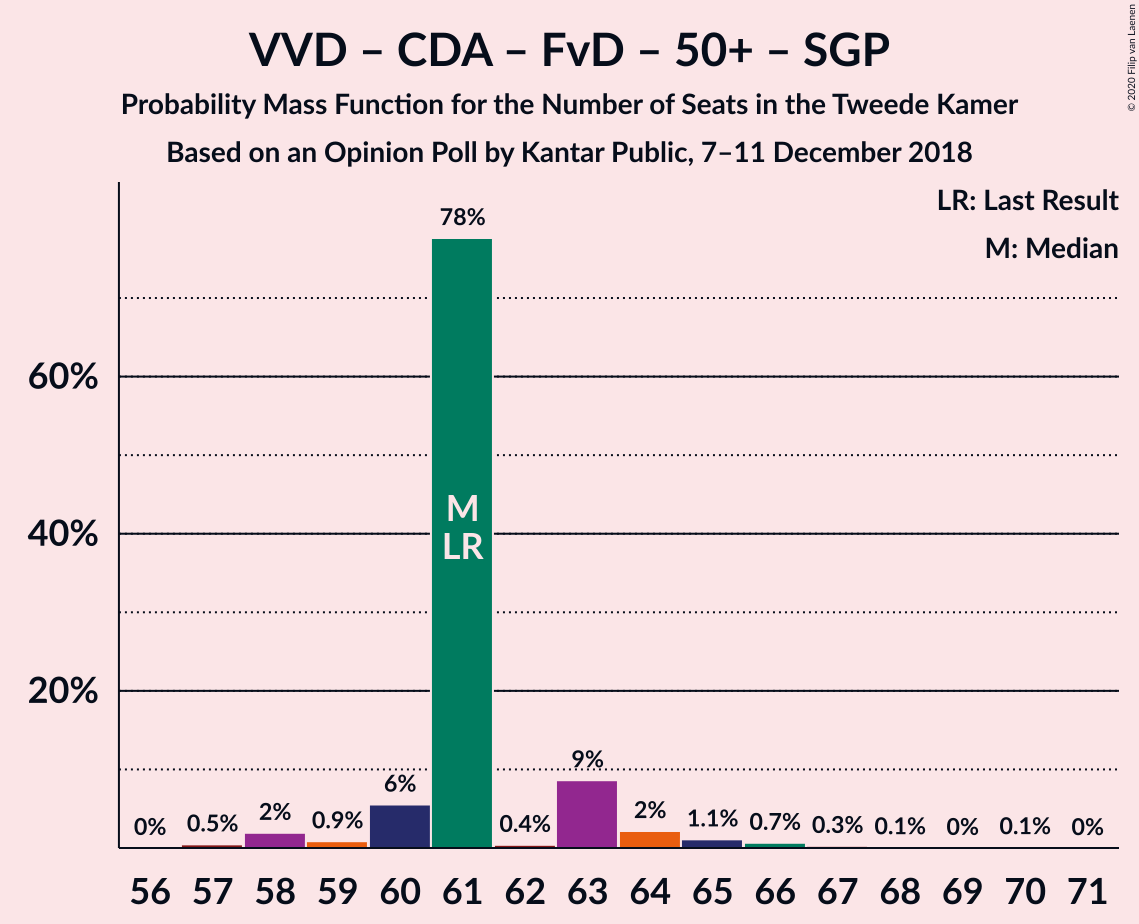 VVD – CDA – FvD – 50+ – SGP
Probability Mass Function for the Number of Seats in the Tweede Kamer
Based on an Opinion Poll by Kantar Public, 7–11 December 2018
© 2020 Filip van Laenen
LR: Last Result
M: Median
60%
40%
20%
0%
0.5%
2%
0.9%
6%
78%
M
LR
0.4%
9%
2%
1.1%
0.7%
0.3%
0.1%
0%
0.1%
0%
56 57 58 59 60 61 62 63 64 65 66 67 68 69 70 71